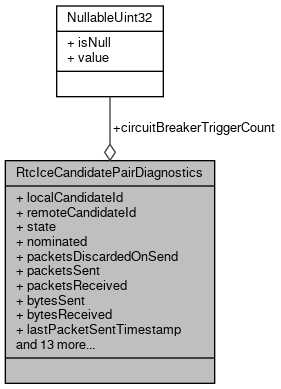 NullableUint32
+ isNull
+ value
+circuitBreakerTriggerCount
RtcIceCandidatePairDiagnostics
+ localCandidateId
+ remoteCandidateId
+ state
+ nominated
+ packetsDiscardedOnSend
+ packetsSent
+ packetsReceived
+ bytesSent
+ bytesReceived
+ lastPacketSentTimestamp
and 13 more...